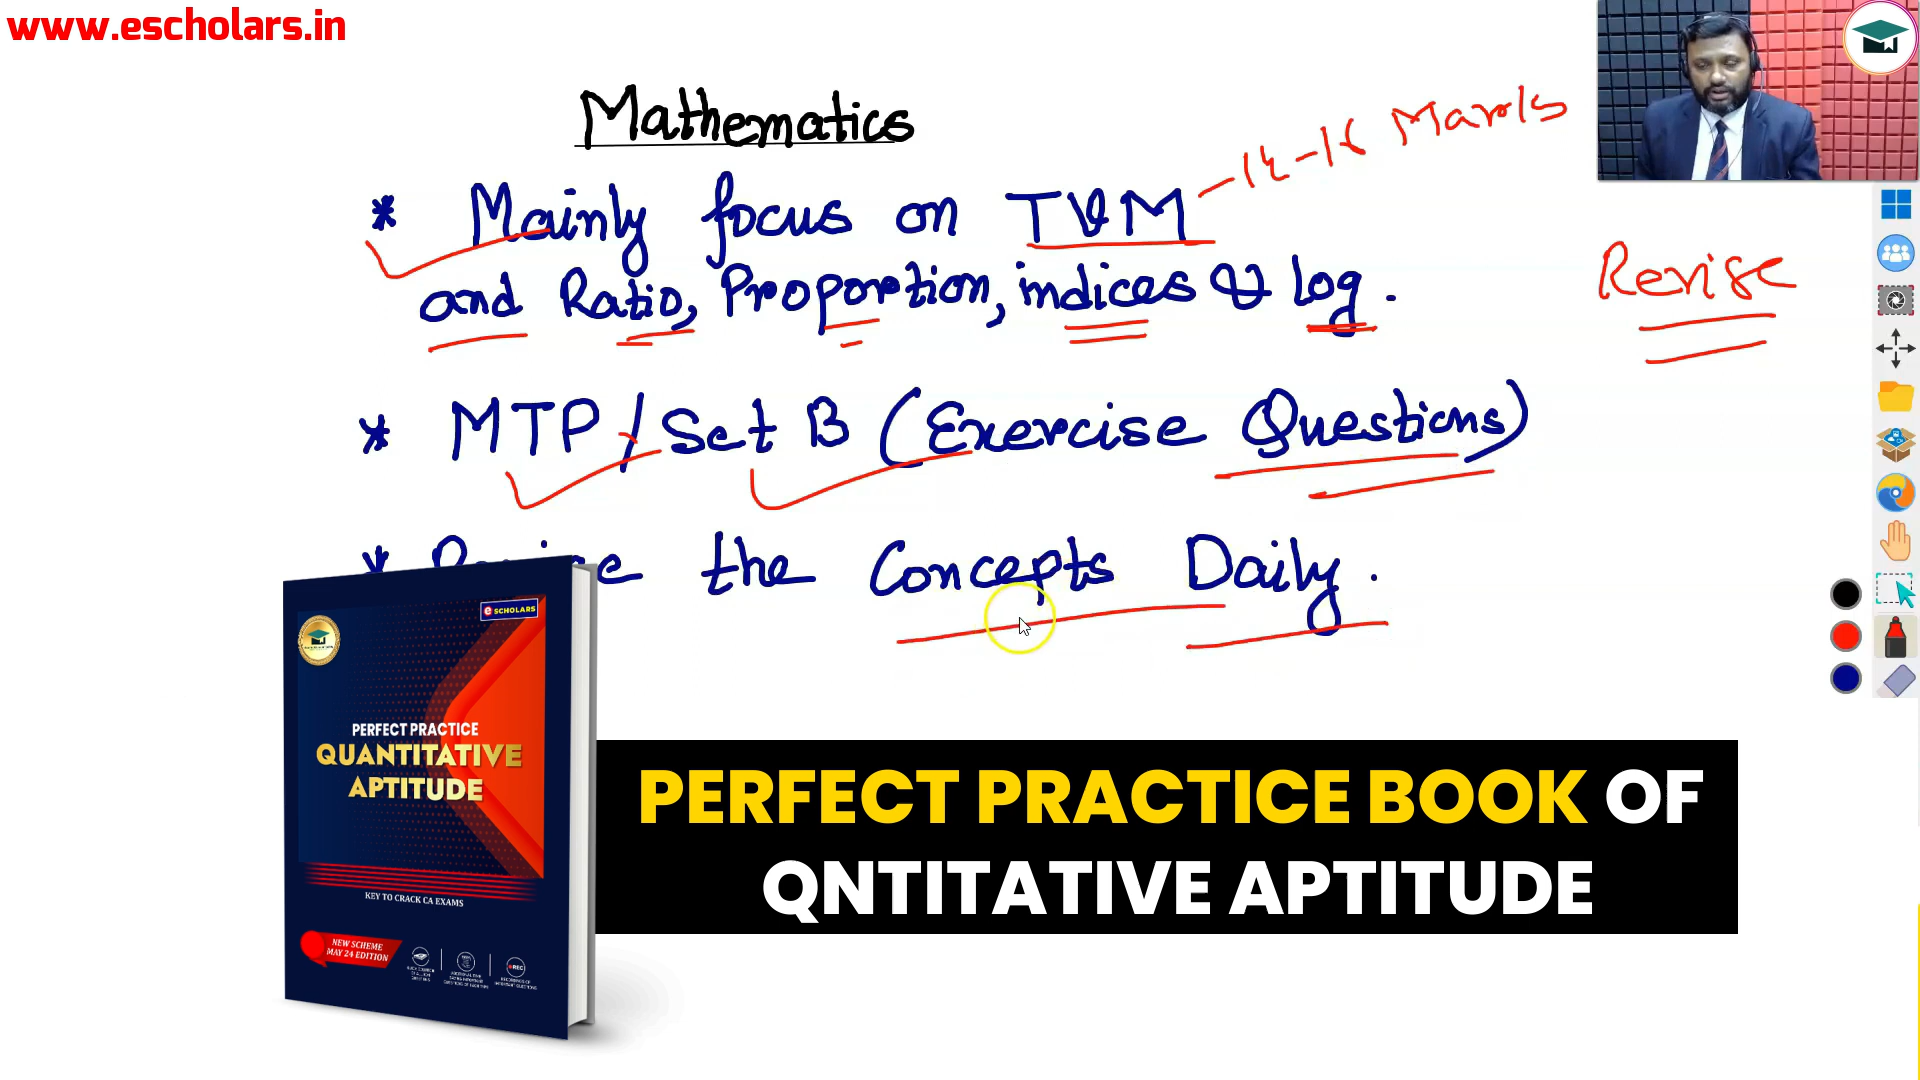 www.escholars.in
Mathematics
* Mainly focus on TVM - 14-16 Marks
and Ratio, Proportion, indices & log.
Revise
* MTP/Set B (Exercise Questions)
* Revise the Concepts Daily.
e SCHOLARS
PERFECT PRACTICE
QUANTITATIVE
APTITUDE
KEY TO CRACK CA EXAMS
NEW SCHEME
MAY 24 EDITION
PERFECT PRACTICE BOOK OF
QNTITATIVE APTITUDE